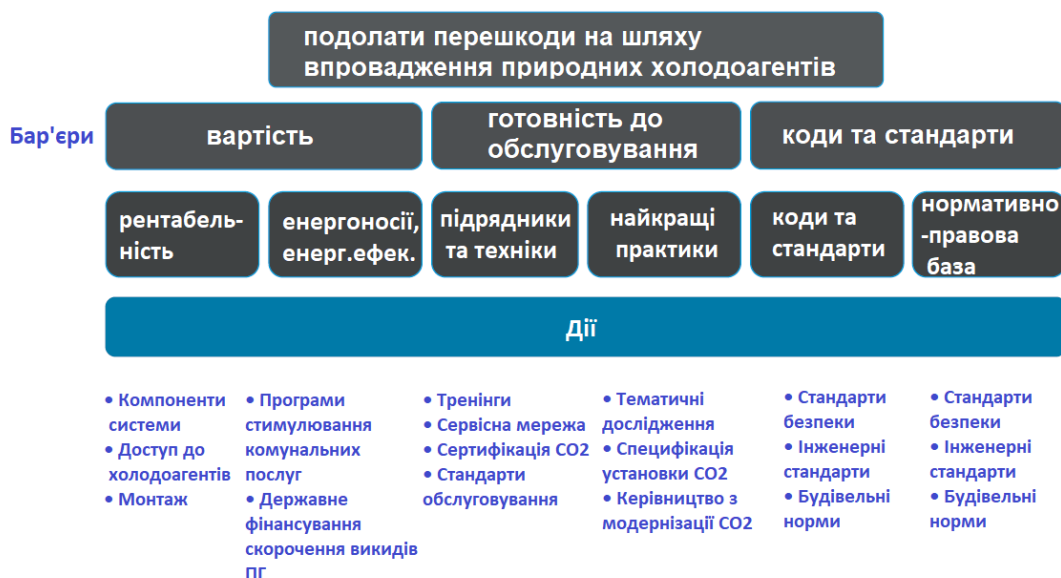 подолати перешкоди на шляху
впровадження природних холодоагентів
Бар'єри
вартість
готовність до
обслуговування
коди та стандарти
рентабель-
ність
енергоносії,
енерг.ефек.
підрядники
та техніки
найкращі
практики
коди та
стандарти
нормативно
-правова
база
Дії
• Компоненти
системи
• Доступ до
холодоагентів
• Монтаж
• Програми
стимулювання
комунальних
послуг
• Державне
фінансування
скорочення викидів
ПГ
• Тренінги
• Сервісна мережа
• Сертифікація СО2
• Стандарти
обслуговування
• Тематичні
дослідження
• Специфікація
установки СО2
• Керівництво з
модернізації СО2
• Стандарти
безпеки
• Інженерні
стандарти
• Будівельні
норми
• Стандарти
безпеки
• Інженерні
стандарти
• Будівельні
норми